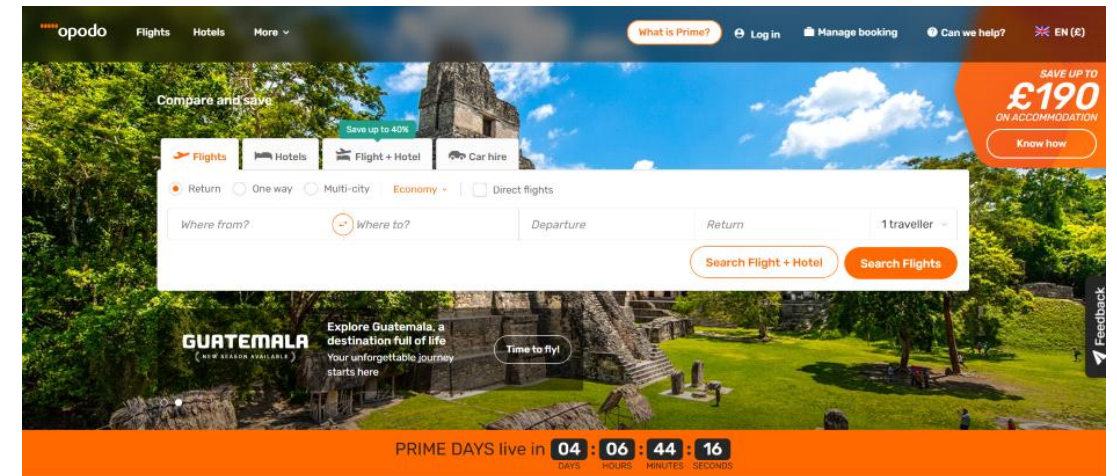 opodo Flights Hotels More What is Prime? Log in Manage booking Can we help? EN (£)
SAVE UP TO
£190
ON ACCOMMODATION
Know how
Compare and save
Save up to 40%
Flights Hotels Flight + Hotel Car hire
Return One way Multi-city Economy Direct flights
Where from? Where to? Departure Return 1 traveller
Search Flight + Hotel Search Flights
Feedback
GUATEMALA
( NEW SEASON AVAILABLE )
Explore Guatemala, a
destination full of life
Your unforgettable journey
starts here
Time to fly!
PRIME DAYS live in 04 : 06 : 44 : 16
DAYS HOURS MINUTES SECONDS